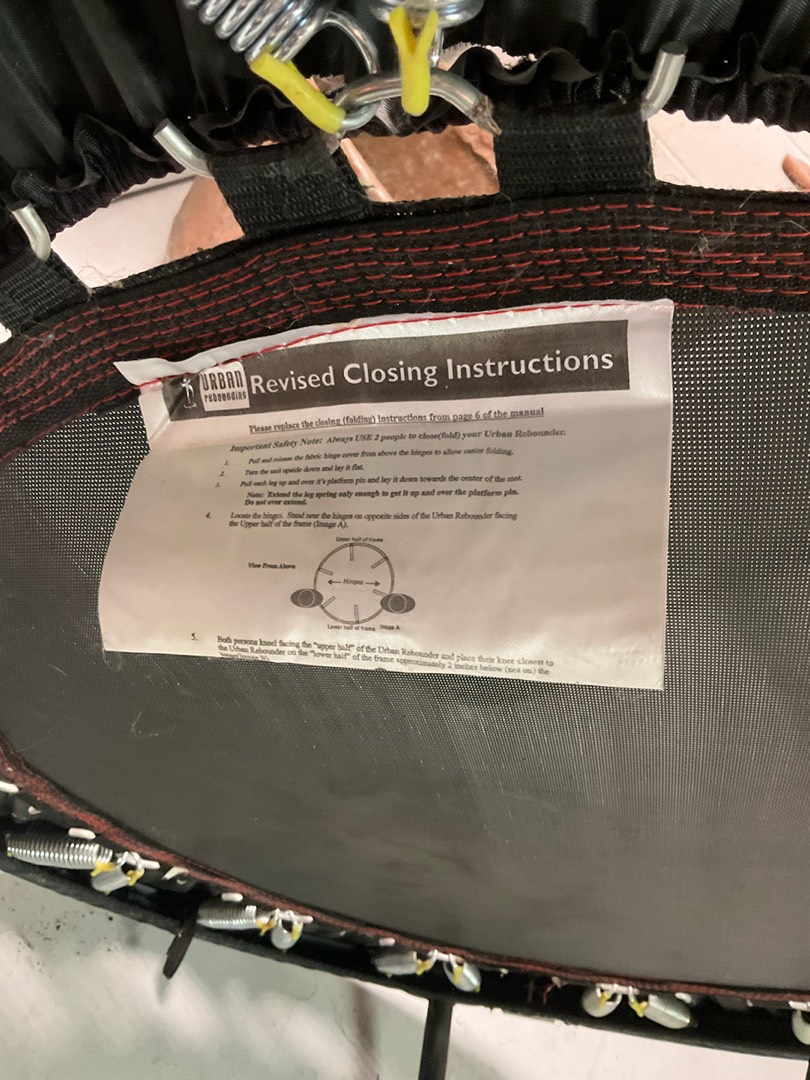 URBAN
rebounding
Revised Closing Instructions
Please replace the closing (folding) instructions from page 6 of the manual
Important Safety Note: Always USE 2 people to close(fold) your Urban Rebounder.
1. Pull and release the fabric hinge cover from above the hinges to allow easier folding.
2. Turn the unit upside down and lay it flat.
3. Pull each leg up and over it's platform pin and lay it down towards the center of the mat.
Note: Extend the leg spring only enough to get it up and over the platform pin.
Do not over extend.
4. Locate the hinges. Stand near the hinges on opposite sides of the Urban Rebounder facing
the Upper half of the frame (Image A).
Upper half of frame
View From Above
Hinges
Lower half of frame Image A
5. Both persons kneel facing the "upper half" of the Urban Rebounder and place their knee closest to
the Urban Rebounder on the "lower half" of the frame approximately 2 inches below (not on) the